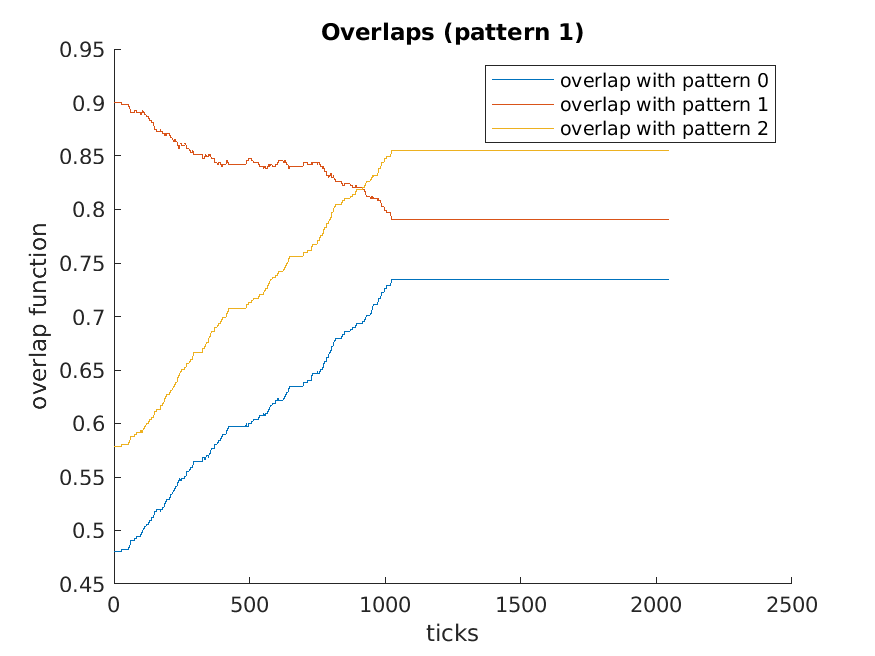 Overlaps (pattern 1)
overlap with pattern 0
overlap with pattern 1
overlap with pattern 2
overlap function
0.95
0.9
0.85
0.8
0.75
0.7
0.65
0.6
0.55
0.5
0.45
0 500 1000 1500 2000 2500
ticks